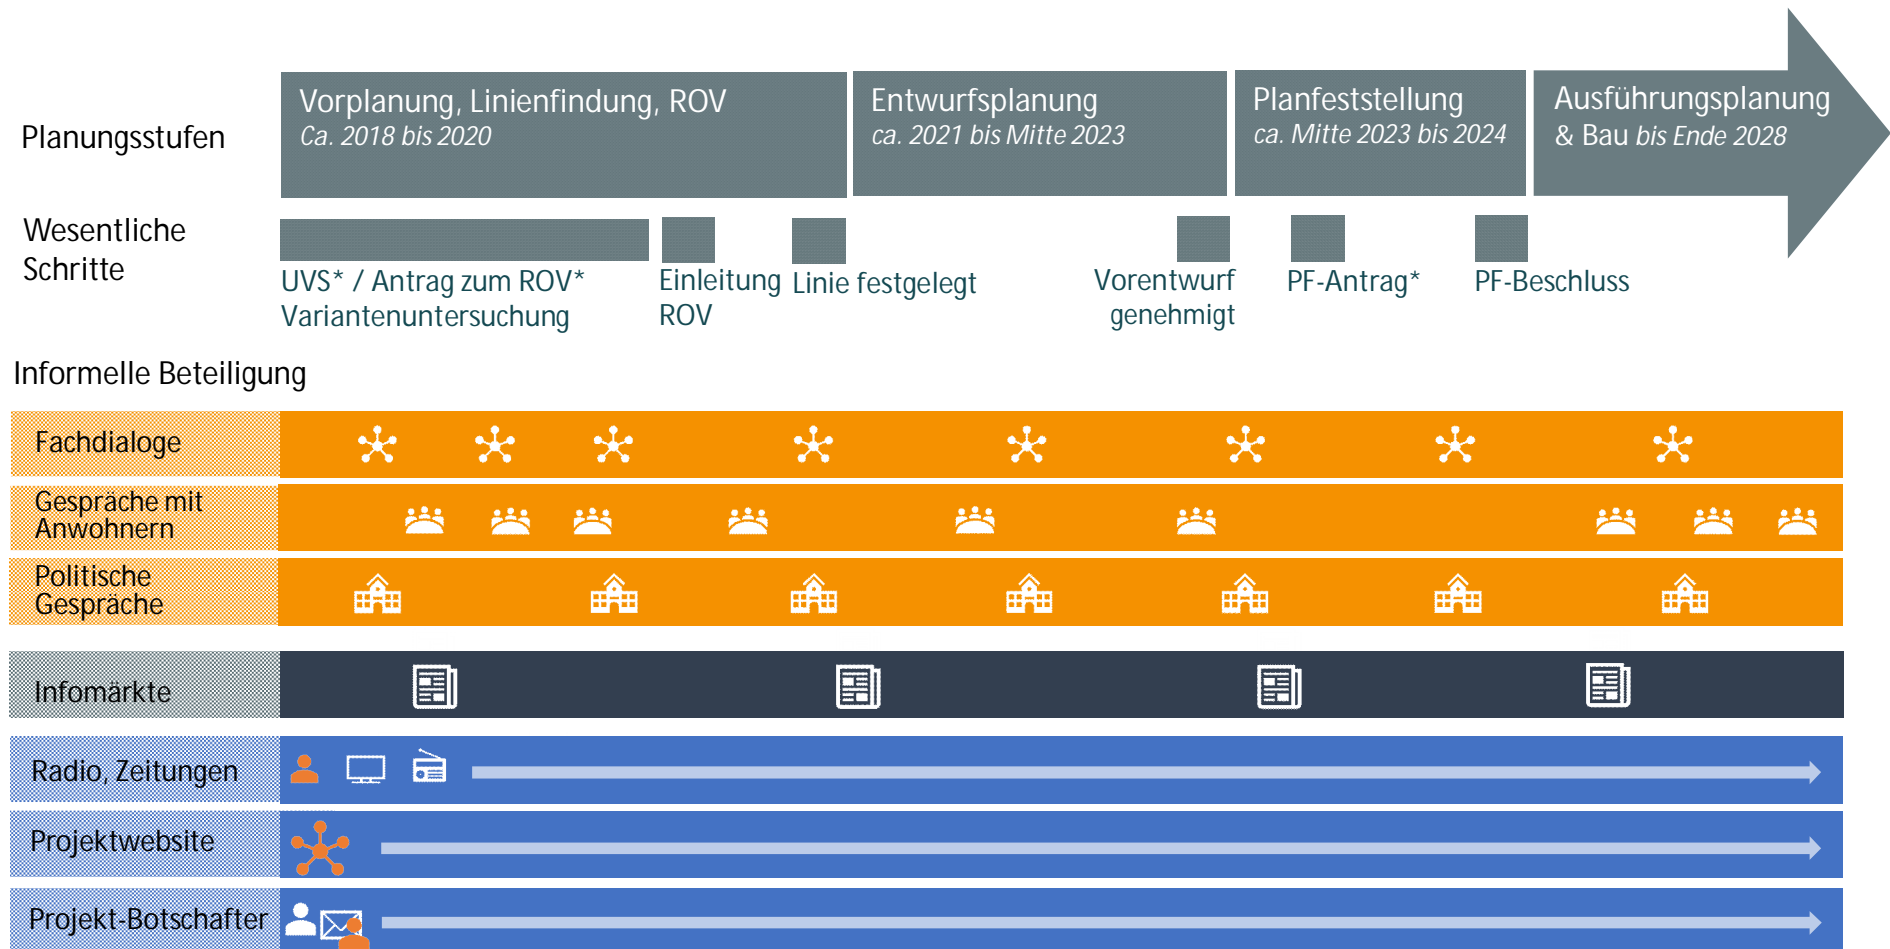 Planungsstufen
Vorplanung, Linienfindung, ROV
Ca. 2018 bis 2020
Entwurfsplanung
ca. 2021 bis Mitte 2023
Planfeststellung
ca. Mitte 2023 bis 2024
Ausführungsplanung
& Bau bis Ende 2028
Wesentliche
Schritte
UVS* / Antrag zum ROV*
Variantenuntersuchung
Einleitung
ROV
Linie festgelegt
Vorentwurf
genehmigt
PF-Antrag*
PF-Beschluss
Informelle Beteiligung
Fachdialoge
Gespräche mit
Anwohnern
Politische
Gespräche
Infomärkte
Radio, Zeitungen
Projektwebsite
Projekt-Botschafter